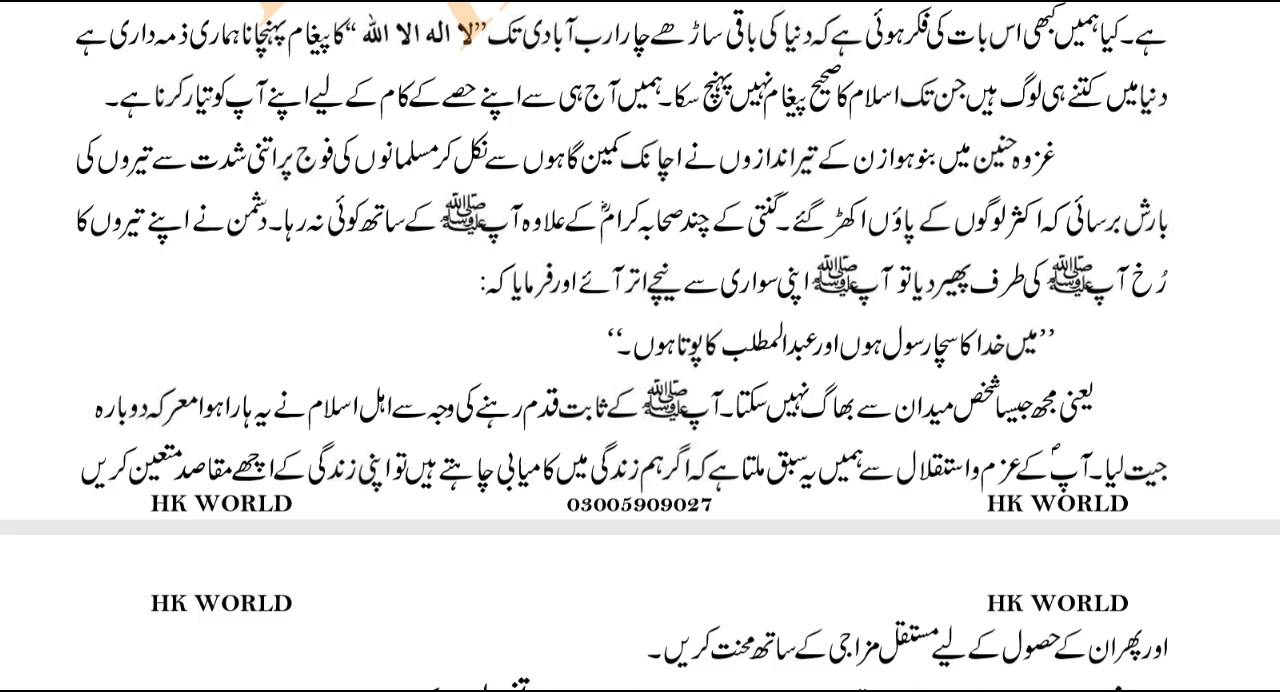 ہے۔ کیا ہمیں کبھی اس بات کی فکر ہوئی ہے کہ دنیا کی باقی ساڑھے چار ارب آبادی تک ’’لا الہ الا اللہ‘‘ کا پیغام پہنچانا ہماری ذمہ داری ہے
دنیا میں کتنے ہی لوگ ہیں جن تک اسلام کا صحیح پیغام نہیں پہنچ سکا۔ ہمیں آج ہی سے اپنے حصے کے کام کے لیے اپنے آپ کو تیار کرنا ہے۔
غزوہ حنین میں بنو ہوازن کے تیر اندازوں نے اچانک کمین گاہوں سے نکل کر مسلمانوں کی فوج پر اتنی شدت سے تیروں کی
بارش برسائی کہ اکثر لوگوں کے پاؤں اکھڑ گئے۔ گنتی کے چند صحابہ کرامؓ کے علاوہ آپ ﷺ کے ساتھ کوئی نہ رہا۔ دشمن نے اپنے تیروں کا
رُخ آپ ﷺ کی طرف پھیر دیا تو آپ ﷺ اپنی سواری سے نیچے اتر آئے اور فرمایا کہ:
’’میں خدا کا سچا رسول ہوں اور عبدالمطلب کا پوتا ہوں۔‘‘
یعنی مجھ جیسا شخص میدان سے بھاگ نہیں سکتا۔ آپ ﷺ کے ثابت قدم رہنے کی وجہ سے اہل اسلام نے یہ ہارا ہوا معرکہ دوبارہ
جیت لیا۔ آپؐ کے عزم و استقلال سے ہمیں یہ سبق ملتا ہے کہ اگر ہم زندگی میں کامیابی چاہتے ہیں تو اپنی زندگی کے اچھے مقاصد متعین کریں
HK WORLD 03005909027 HK WORLD
HK WORLD HK WORLD
اور پھر ان کے حصول کے لیے مستقل مزاجی کے ساتھ محنت کریں۔